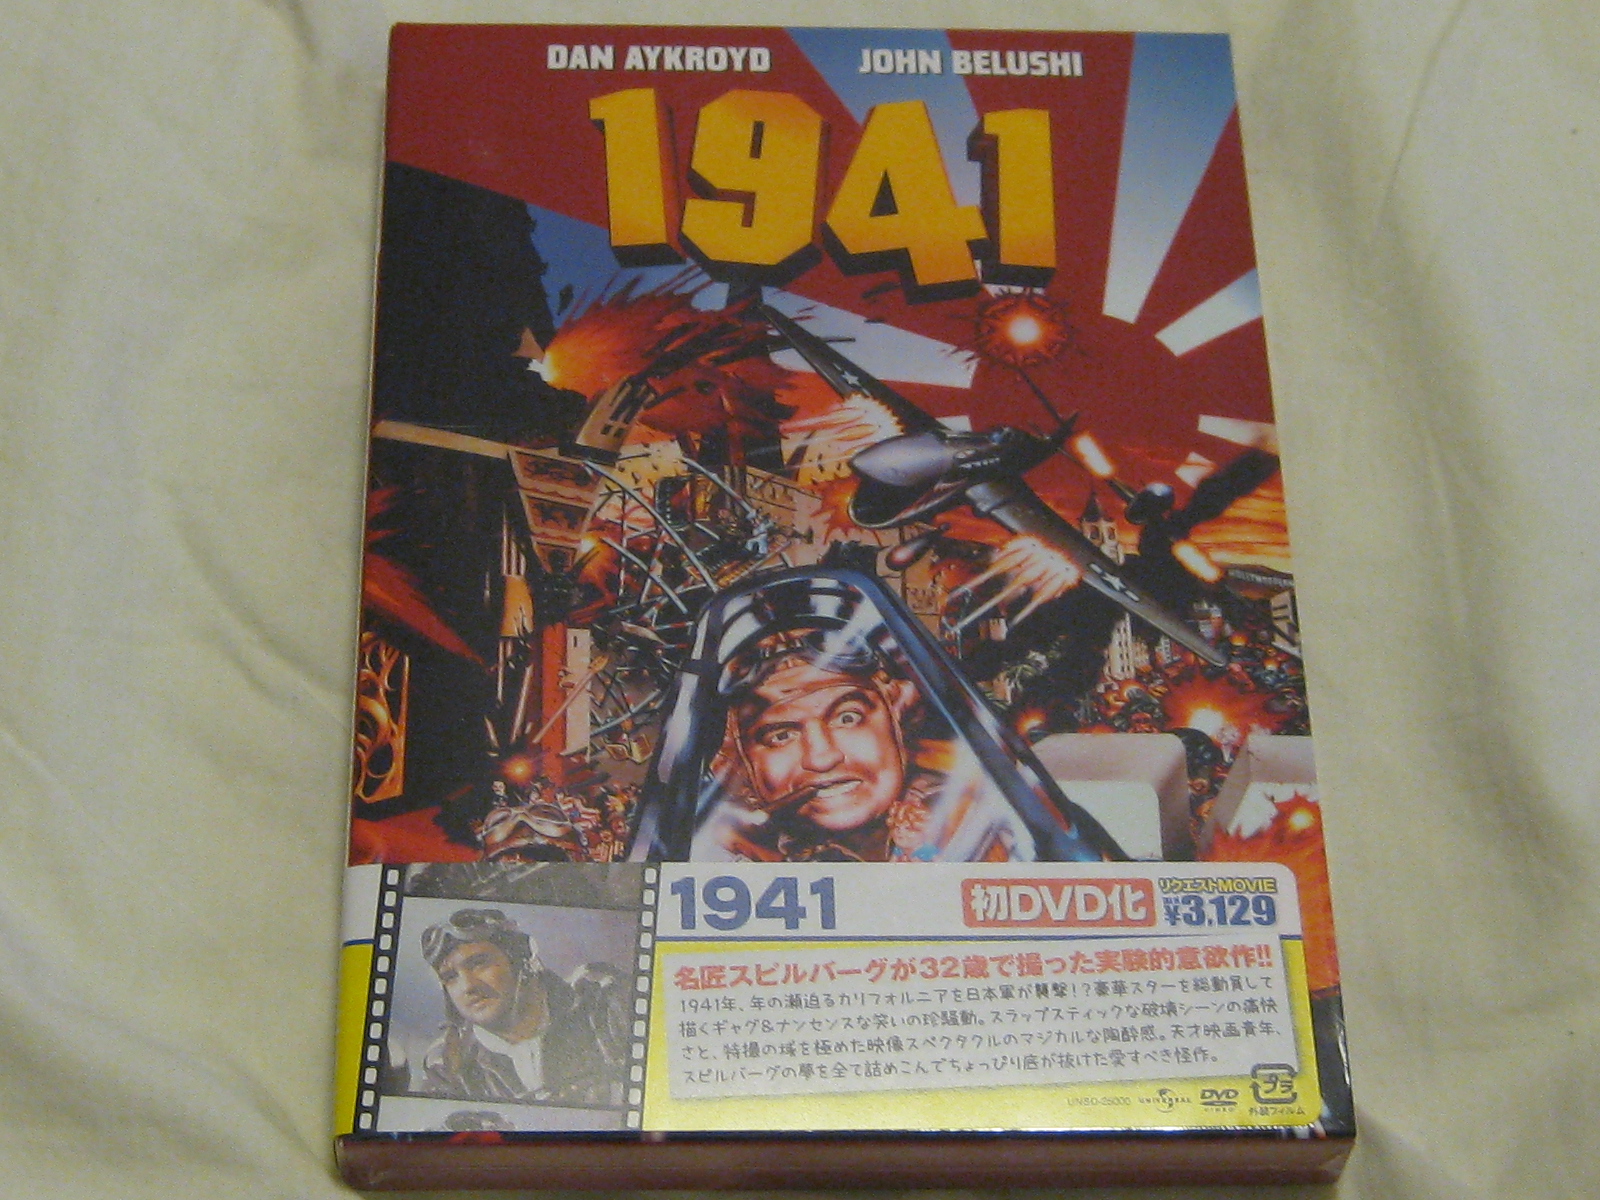 DAN AYKROYD JOHN BELUSHI
1941
HOLLYWOOD
1941
初DVD化
リクエストMOVIE
¥3,129
名匠スピルバーグが32歳で撮った実験的意欲作!!
1941年、年の瀬迫るカリフォルニアを日本軍が襲撃!?豪華スターを総動員して
描くギャグ&ナンセンスな笑いの珍騒動。スラップスティックな破壊シーンの痛快
さと、特撮の域を極めた映像スペクタクルのマジカルな陶酔感。天才映画青年、
スピルバーグの夢を全て詰めこんでちょっぴり底が抜けた愛すべき怪作。
UNSD-25000 UNIVERSAL DVD VIDEO
プラ
外装フィルム